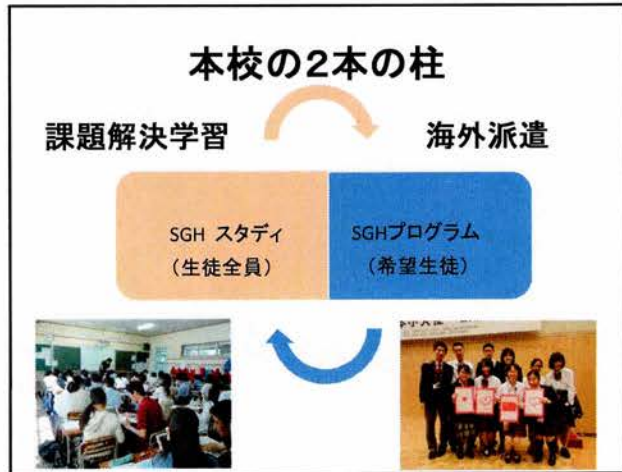 本校の2本の柱
課題解決学習
海外派遣
SGH スタディ
(生徒全員)
SGHプログラム
(希望生徒)